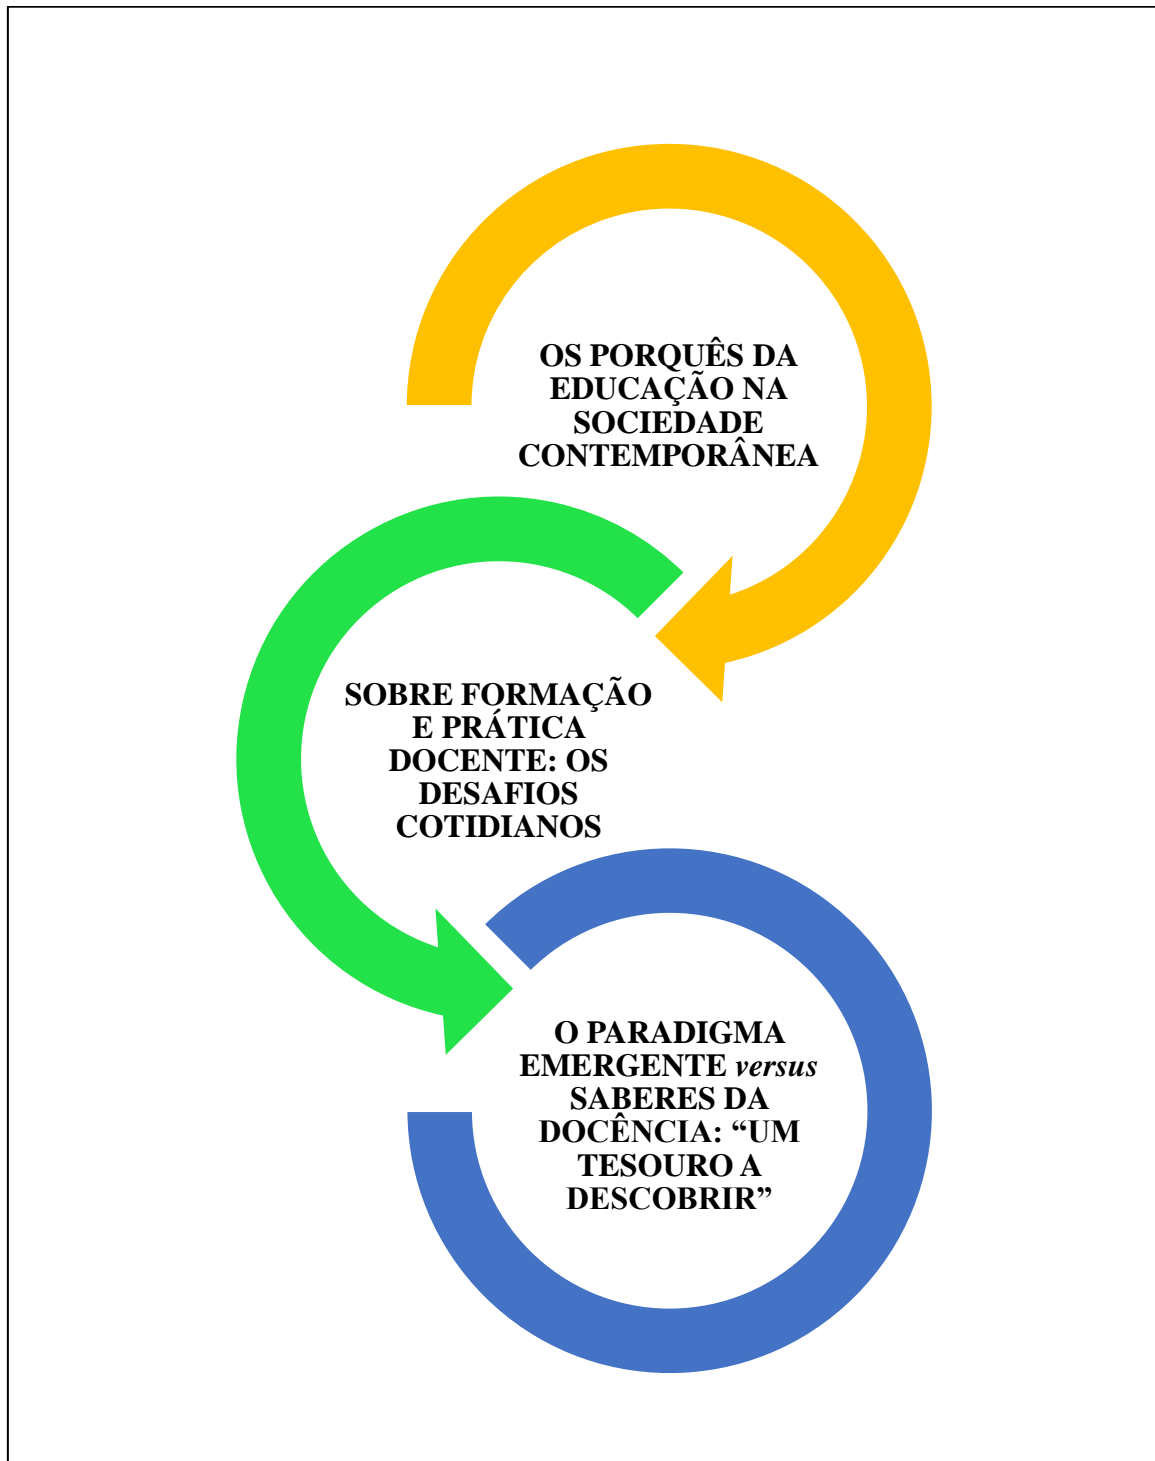 OS PORQUÊS DA
EDUCAÇÃO NA
SOCIEDADE
CONTEMPORÂNEA
SOBRE FORMAÇÃO
E PRÁTICA
DOCENTE: OS
DESAFIOS
COTIDIANOS
O PARADIGMA
EMERGENTE versus
SABERES DA
DOCÊNCIA: “UM
TESOURO A
DESCOBRIR”